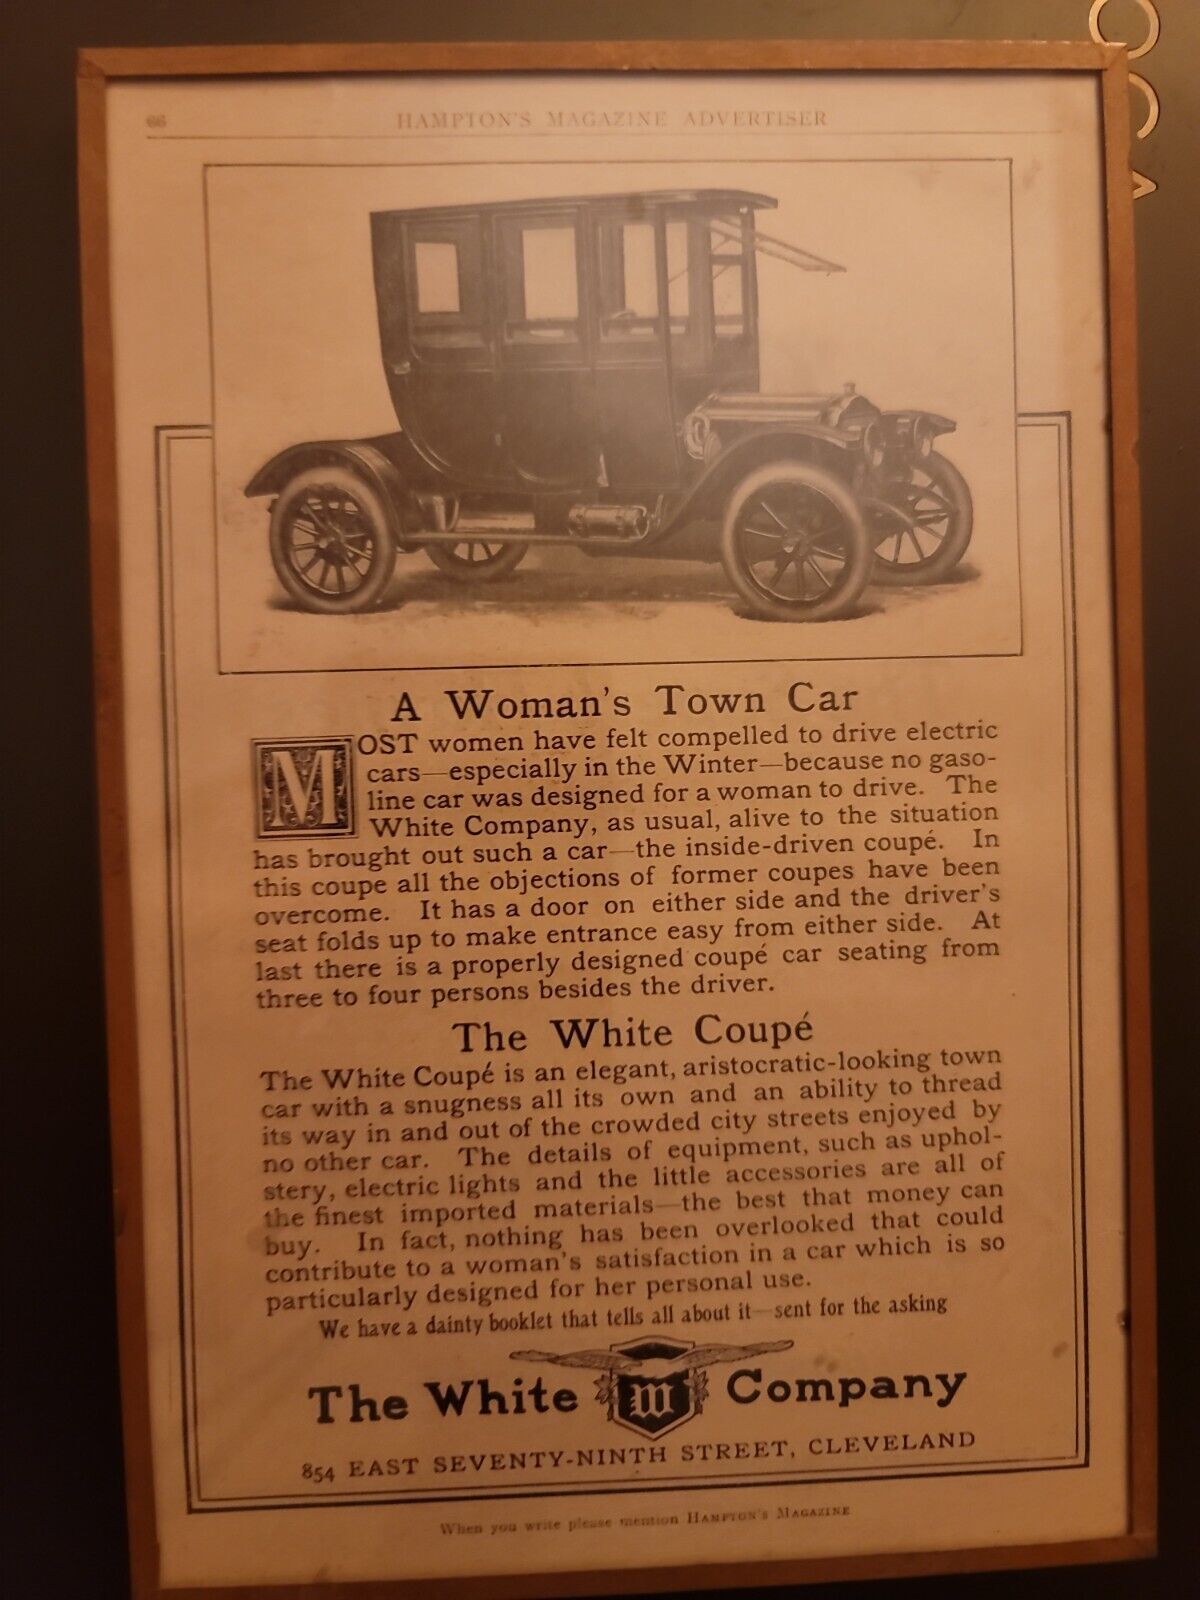 66
HAMPTON'S MAGAZINE ADVERTISER
A Woman's Town Car
MOST women have felt compelled to drive electric
cars—especially in the Winter—because no gaso-
line car was designed for a woman to drive. The
White Company, as usual, alive to the situation
has brought out such a car—the inside-driven coupé. In
this coupe all the objections of former coupes have been
overcome. It has a door on either side and the driver's
seat folds up to make entrance easy from either side. At
last there is a properly designed coupé car seating from
three to four persons besides the driver.
The White Coupé
The White Coupé is an elegant, aristocratic-looking town
car with a snugness all its own and an ability to thread
its way in and out of the crowded city streets enjoyed by
no other car. The details of equipment, such as uphol-
stery, electric lights and the little accessories are all of
the finest imported materials—the best that money can
buy. In fact, nothing has been overlooked that could
contribute to a woman's satisfaction in a car which is so
particularly designed for her personal use.
We have a dainty booklet that tells all about it—sent for the asking
The White W Company
854 EAST SEVENTY-NINTH STREET, CLEVELAND
When you write please mention HAMPTON'S MAGAZINE